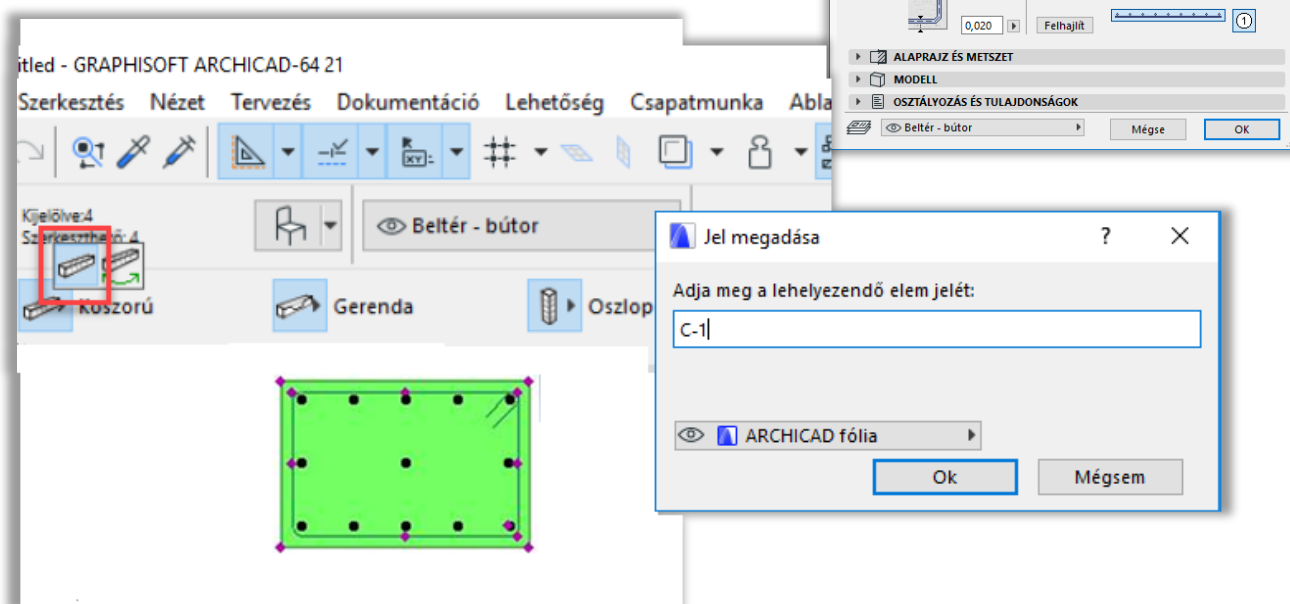 0,020
Felhajlít
1
ALAPRAJZ ÉS METSZET
MODELL
OSZTÁLYOZÁS ÉS TULAJDONSÁGOK
Beltér - bútor
Mégse
OK
itled - GRAPHISOFT ARCHICAD-64 21
Szerkesztés Nézet Tervezés Dokumentáció Lehetőség Csapatmunka Abla
XY:
Kijelölve:4
Szerkeszthető: 4
Beltér - bútor
Koszorú Gerenda Oszlop
Jel megadása
?
Adja meg a lehelyezendő elem jelét:
C-1
ARCHICAD fólia
Ok Mégsem